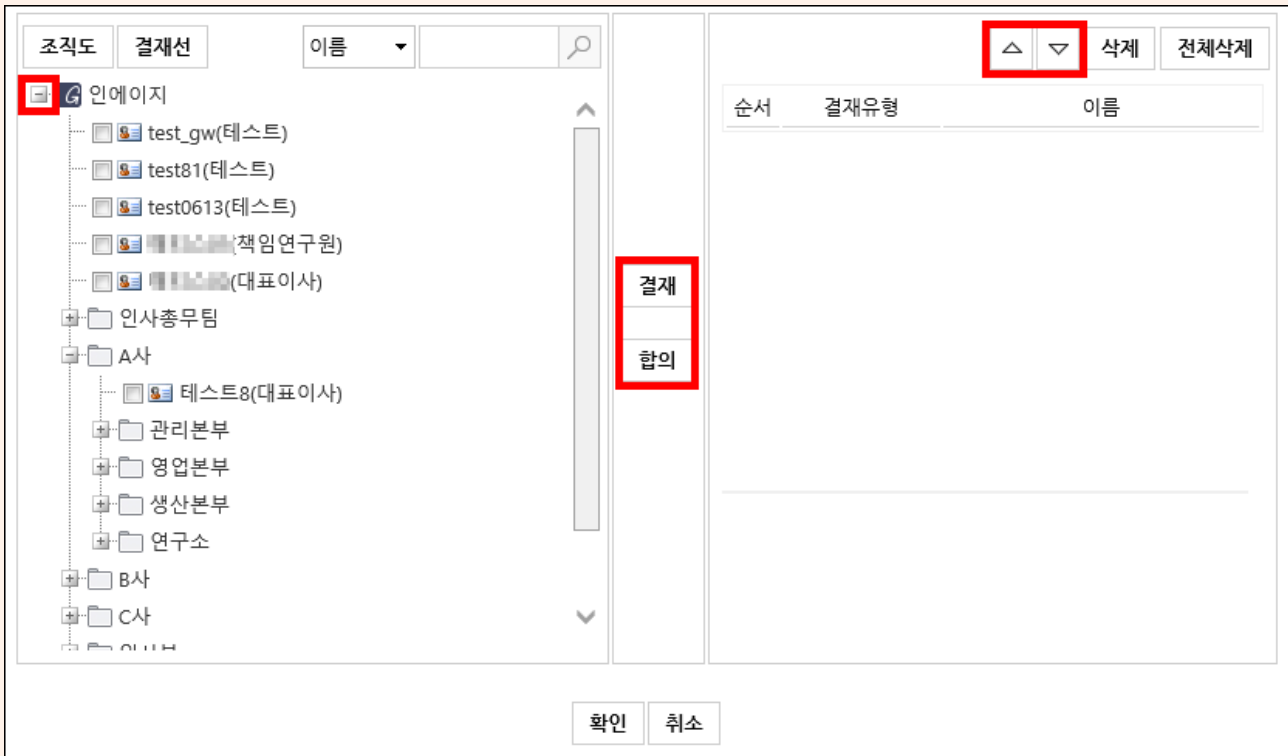 조직도 결재선 이름
인에이지
test_gw(테스트)
test81(테스트)
test0613(테스트)
(책임연구원)
(대표이사)
인사총무팀
A사
테스트8(대표이사)
관리본부
영업본부
생산본부
연구소
B사
C사
결재
합의
삭제 전체삭제
순서 결재유형 이름
확인 취소